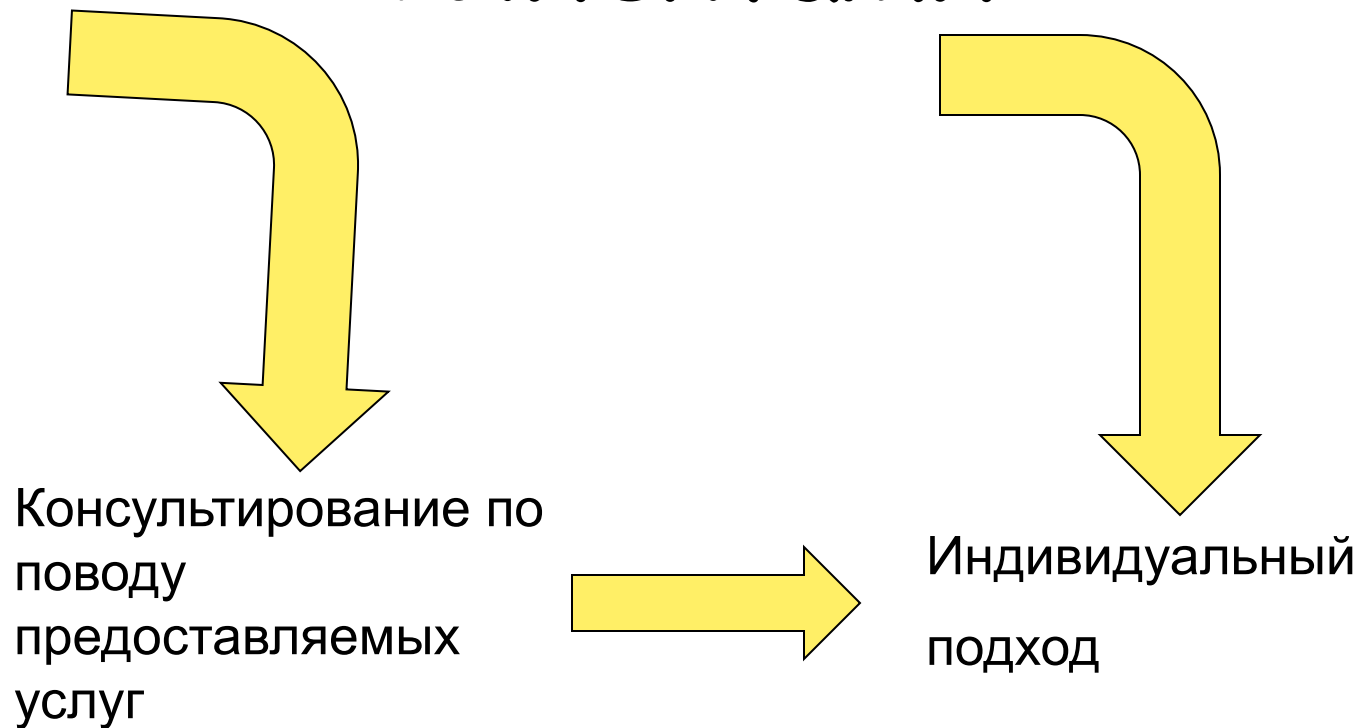 Консультирование по
поводу
предоставляемых
услуг
Индивидуальный
подход